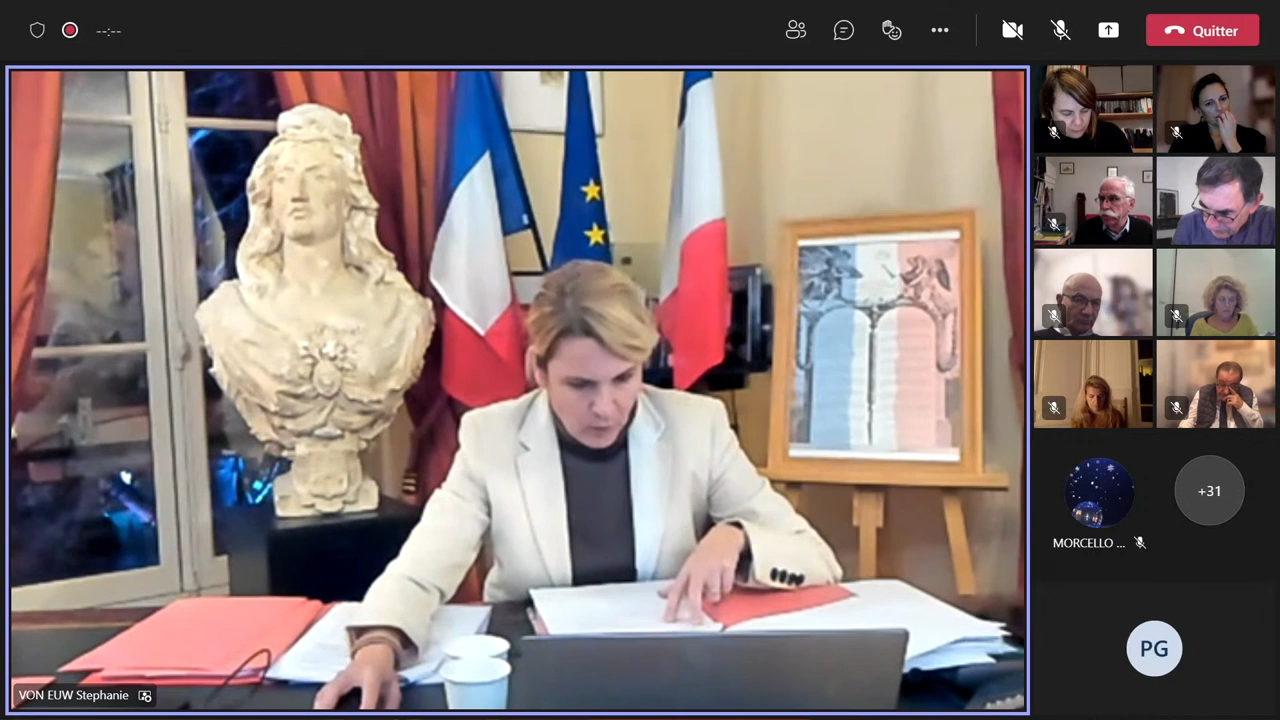 --:--
Quitter
+31
MORCELLO ...
PG
VON EUW Stephanie